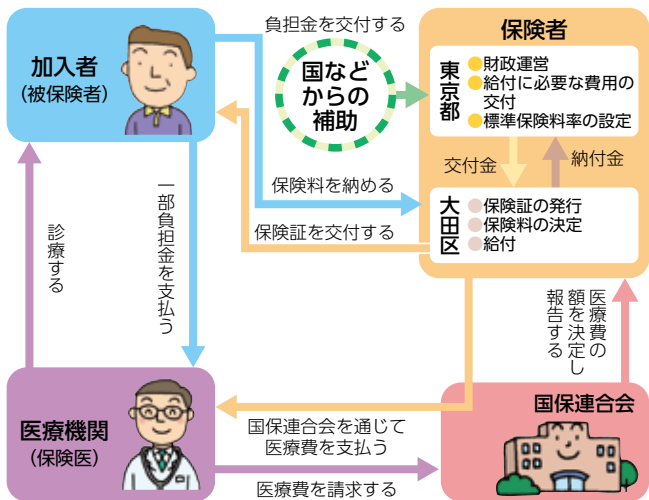 加入者
(被保険者)
負担金を交付する
国など
からの
補助
保険者
東京都
財政運営
給付に必要な費用の
交付
標準保険料率の設定
交付金
納付金
大田区
保険証の発行
保険料の決定
給付
保険料を納める
保険証を交付する
一部負担金を支払う
診療する
医療費の
額を決定し
報告する
医療機関
(保険医)
国保連合会を通じて
医療費を支払う
医療費を請求する
国保連合会